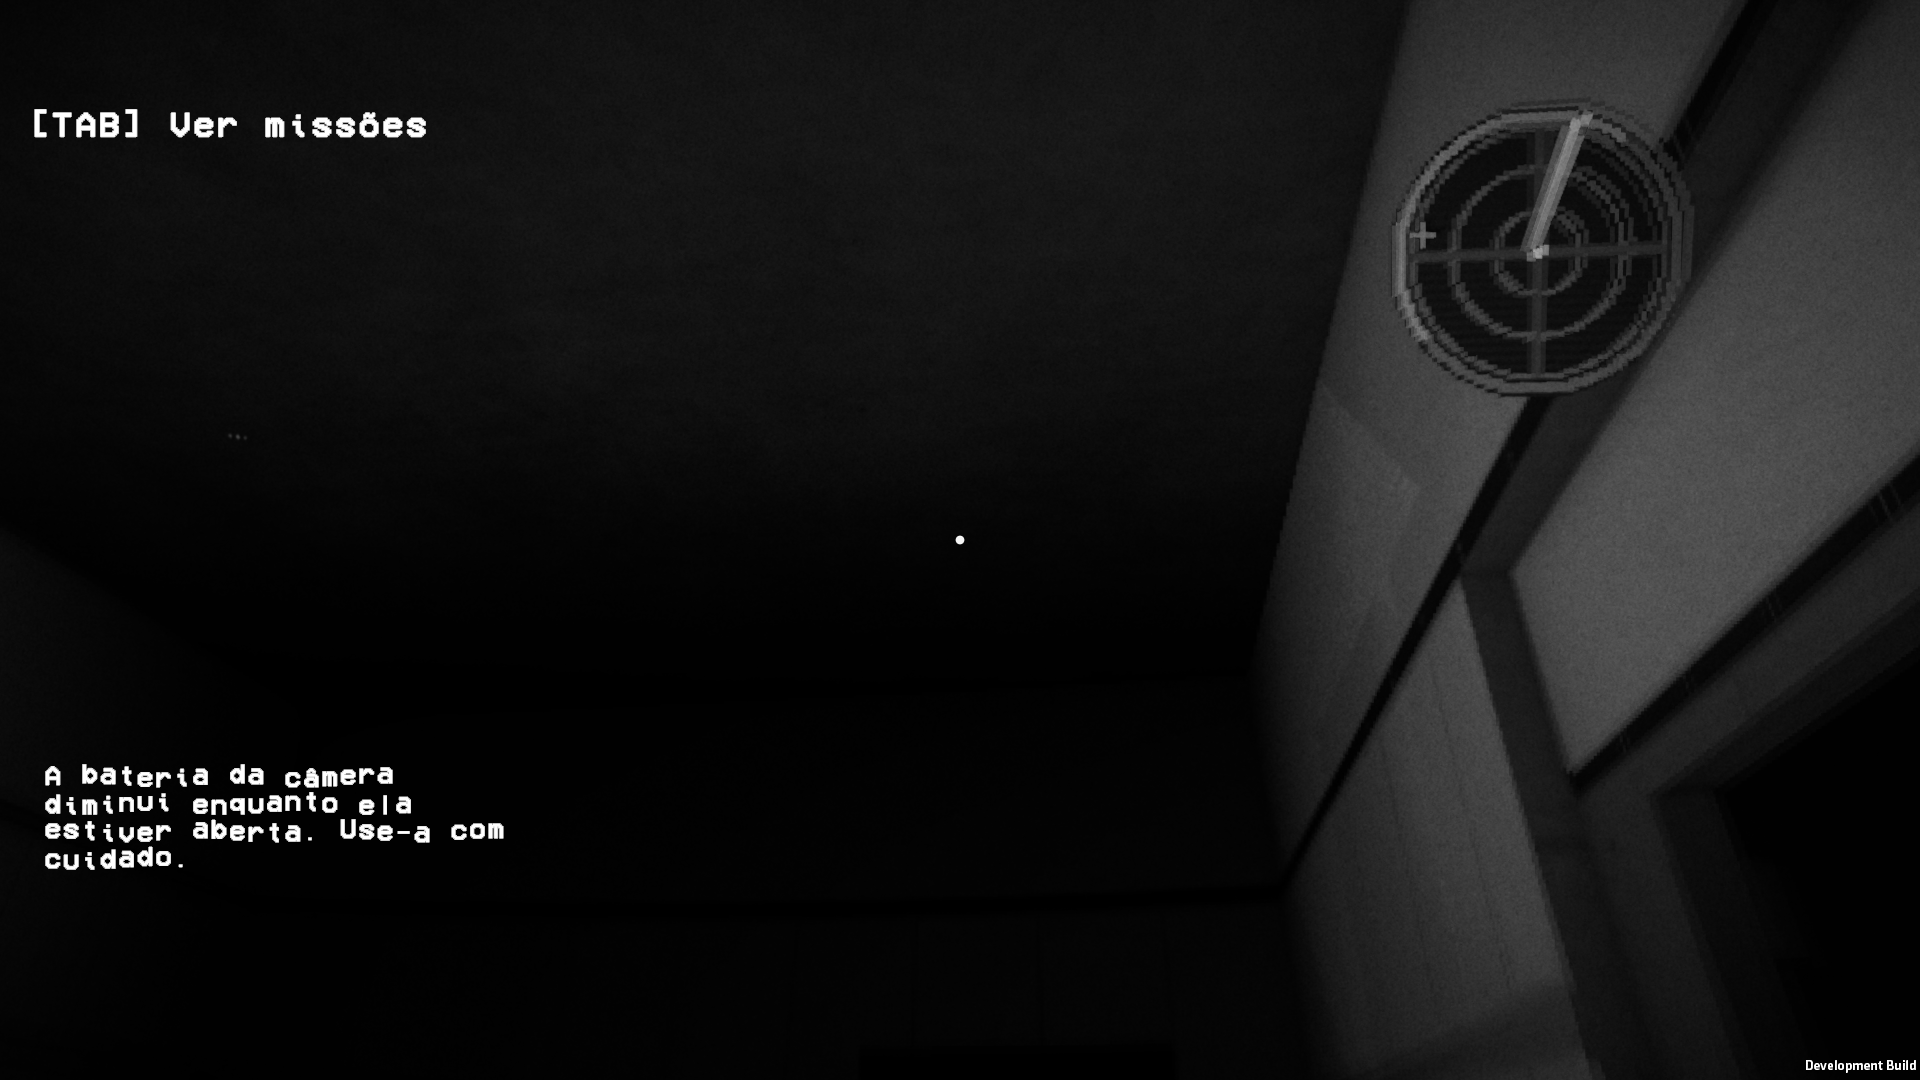 [TAB] Ver missões
A bateria da câmera
diminui enquanto ela
estiver aberta. Use-a com
cuidado.
Development Build